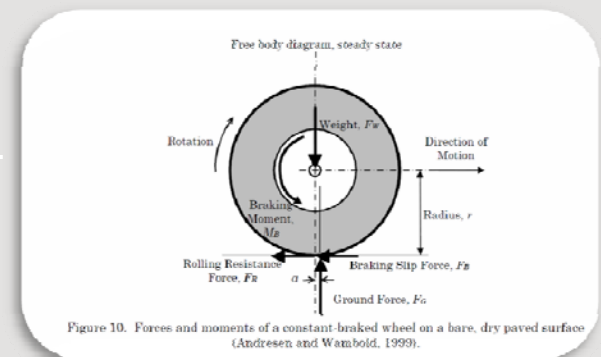 Free body diagram, steady state
Weight, FW
Rotation
Direction of
Motion
Braking
Moment,
MB
Radius, r
Rolling Resistance
Force, FR
a
Braking Slip Force, FB
Ground Force, FG
Figure 10. Forces and moments of a constant-braked wheel on a bare, dry paved surface
(Andresen and Wambold, 1999).